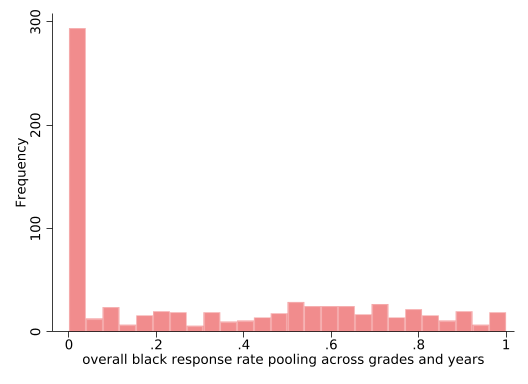 300
200
100
0
Frequency
0 .2 .4 .6 .8 1
overall black response rate pooling across grades and years